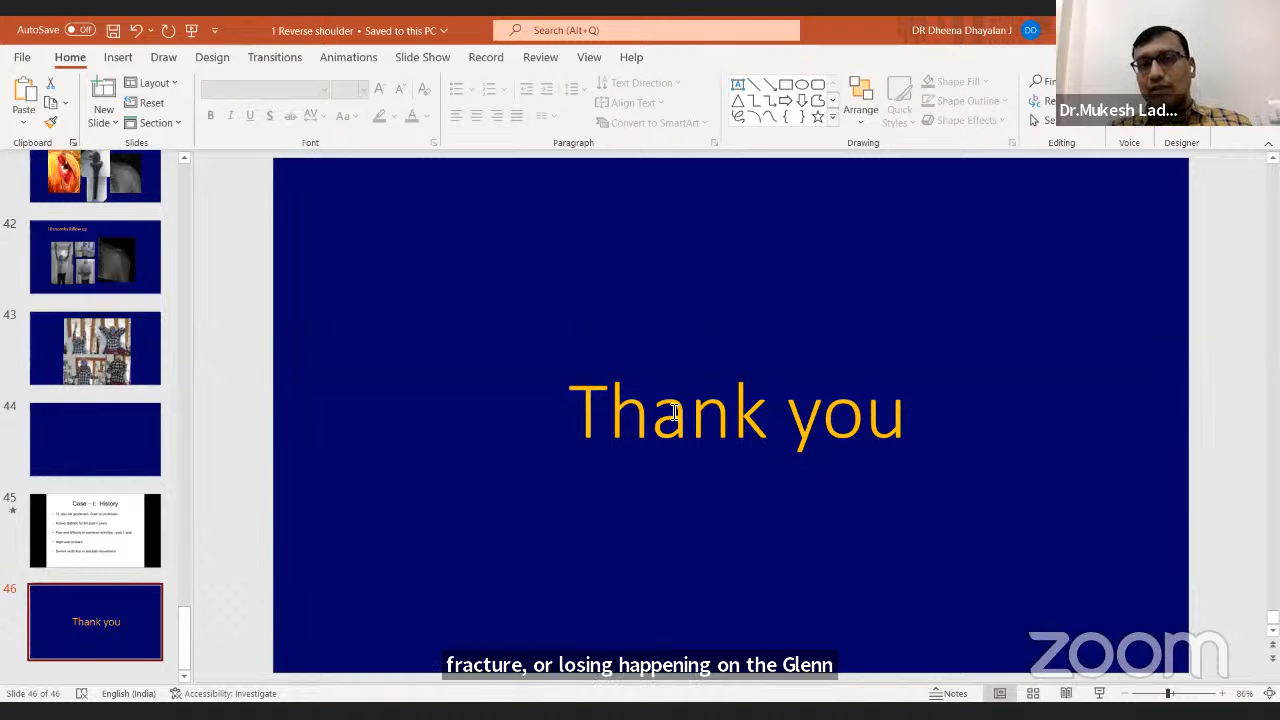 AutoSave Off 1 Reverse shoulder • Saved to this PC Search (Alt+Q) DR Dheena Dhayalan J DD
File Home Insert Draw Design Transitions Animations Slide Show Record Review View Help
Paste New Slide Layout Reset Section
Text Direction Align Text Convert to SmartArt
Arrange Quick Styles Shape Fill Shape Outline Shape Effects
Clipboard Slides Font Paragraph Drawing Editing Voice Designer
Dr.Mukesh Lad...
42
43
44
45
Case – I: History
46
Thank you
Thank you
fracture, or losing happening on the Glenn
zoom
Slide 46 of 46 English (India) Accessibility: Investigate Notes 86%